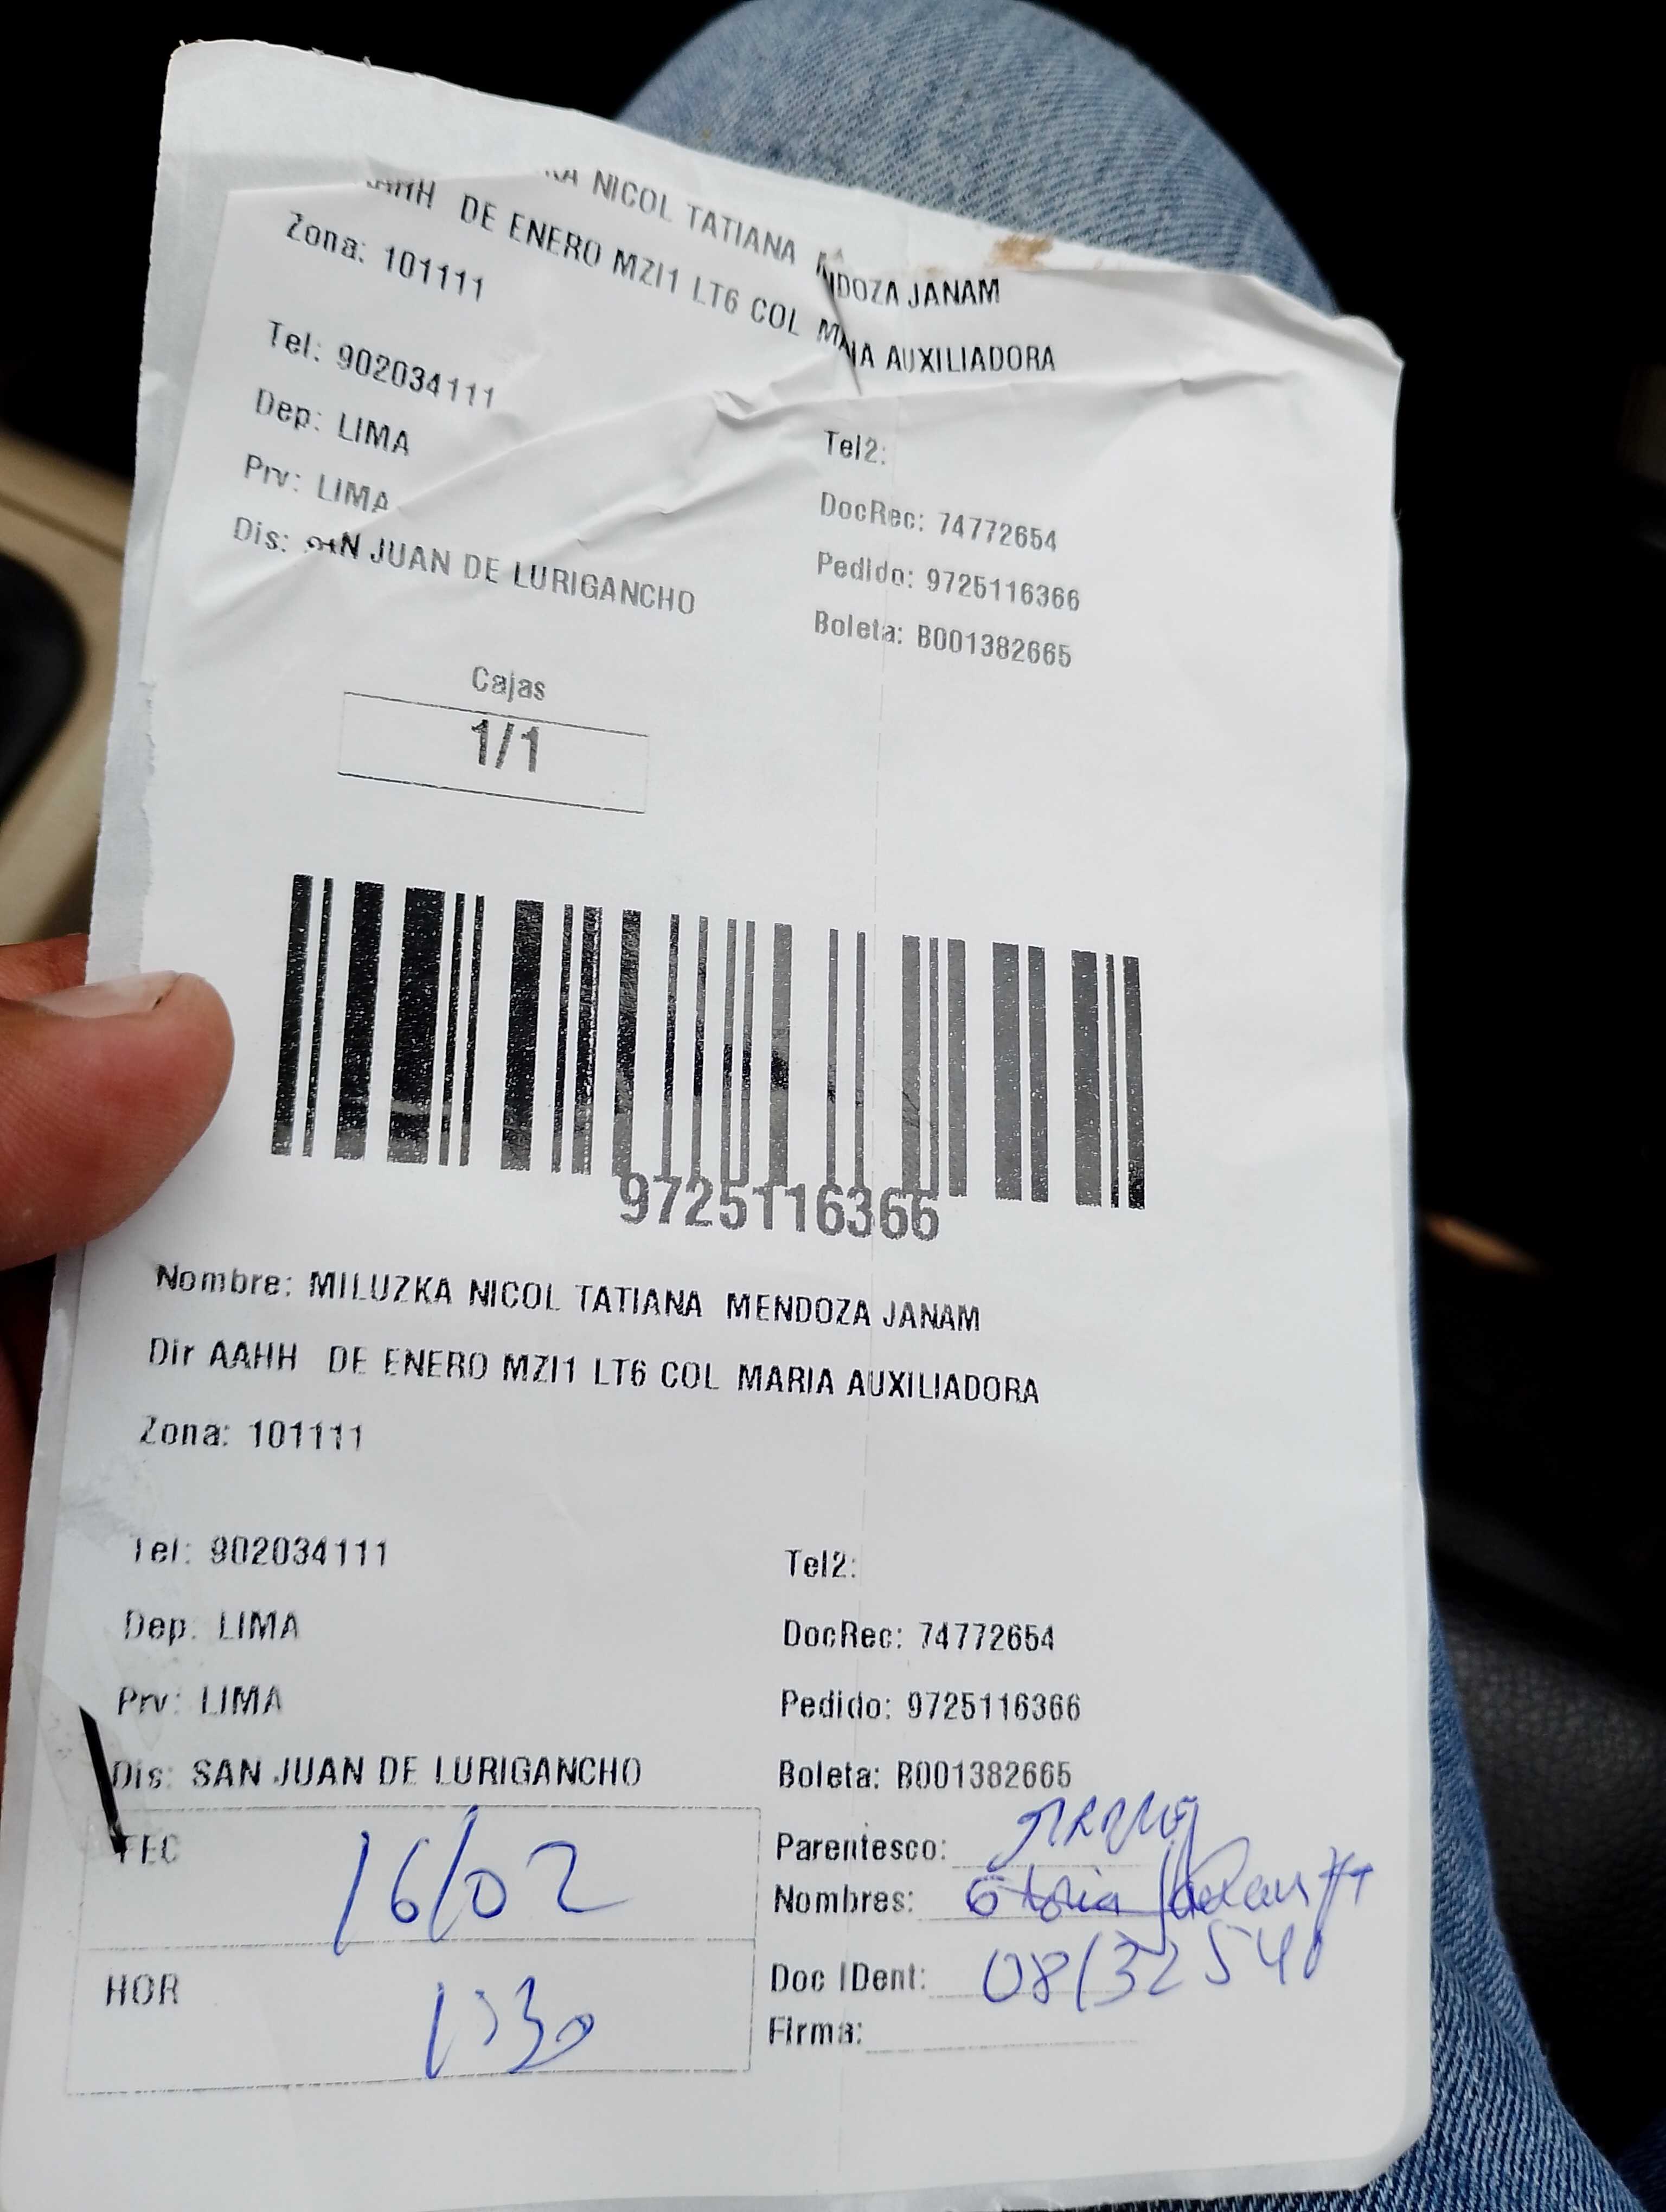 NICOL TATIANA NDOZA JANAM
AAHH DE ENERO MZI1 LT6 COL MARIA AUXILIADORA
Zona: 101111
Tel: 902034111
Tel2:
Dep: LIMA
DocRec: 74772654
Prv: LIMA
Pedido: 9725116366
Dis: SAN JUAN DE LURIGANCHO
Boleta: B001382665
Cajas
1/1
9725116366
Nombre: MILUZKA NICOL TATIANA MENDOZA JANAM
Dir AAHH DE ENERO MZI1 LT6 COL MARIA AUXILIADORA
Zona: 101111
Tel: 902034111
Tel2:
Dep: LIMA
DocRec: 74772654
Prv: LIMA
Pedido: 9725116366
Dis: SAN JUAN DE LURIGANCHO
Boleta: B001382665
FEC 16/02
Parentesco:
Nombres:
HOR
Doc IDent:
Firma: